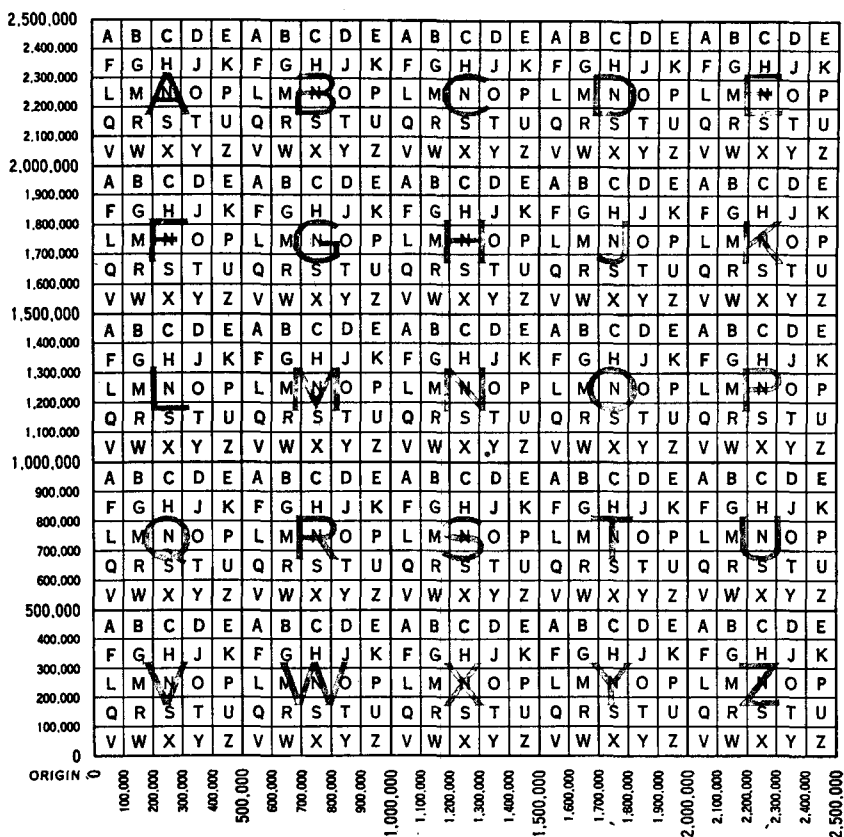 2,500,000 A B C D E A B C D E A B C D E A B C D E A B C D E
2,400,000 F G H J K F G H J K F G H J K F G H J K F G H J K
2,300,000 L M N O P L M N O P L M N O P L M N O P L M N O P
A B C D E
2,200,000 Q R S T U Q R S T U Q R S T U Q R S T U Q R S T U
2,100,000 V W X Y Z V W X Y Z V W X Y Z V W X Y Z V W X Y Z
2,000,000 A B C D E A B C D E A B C D E A B C D E A B C D E
1,900,000 F G H J K F G H J K F G H J K F G H J K F G H J K
1,800,000 L M N O P L M N O P L M N O P L M N O P L M N O P
F G H J K
1,700,000 Q R S T U Q R S T U Q R S T U Q R S T U Q R S T U
1,600,000 V W X Y Z V W X Y Z V W X Y Z V W X Y Z V W X Y Z
1,500,000 A B C D E A B C D E A B C D E A B C D E A B C D E
1,400,000 F G H J K F G H J K F G H J K F G H J K F G H J K
1,300,000 L M N O P L M N O P L M N O P L M N O P L M N O P
L M N O P
1,200,000 Q R S T U Q R S T U Q R S T U Q R S T U Q R S T U
1,100,000 V W X Y Z V W X Y Z V W X Y Z V W X Y Z V W X Y Z
1,000,000 A B C D E A B C D E A B C D E A B C D E A B C D E
900,000 F G H J K F G H J K F G H J K F G H J K F G H J K
800,000 L M N O P L M N O P L M N O P L M N O P L M N O P
Q R S T U
700,000 Q R S T U Q R S T U Q R S T U Q R S T U Q R S T U
600,000 V W X Y Z V W X Y Z V W X Y Z V W X Y Z V W X Y Z
500,000 A B C D E A B C D E A B C D E A B C D E A B C D E
400,000 F G H J K F G H J K F G H J K F G H J K F G H J K
300,000 L M N O P L M N O P L M N O P L M N O P L M N O P
V W X Y Z
200,000 Q R S T U Q R S T U Q R S T U Q R S T U Q R S T U
100,000 V W X Y Z V W X Y Z V W X Y Z V W X Y Z V W X Y Z
0
ORIGIN 0 100,000 200,000 300,000 400,000 500,000 600,000 700,000 800,000 900,000 1,000,000 1,100,000 1,200,000 1,300,000 1,400,000 1,500,000 1,600,000 1,700,000 1,800,000 1,900,000 2,000,000 2,100,000 2,200,000 2,300,000 2,400,000 2,500,000